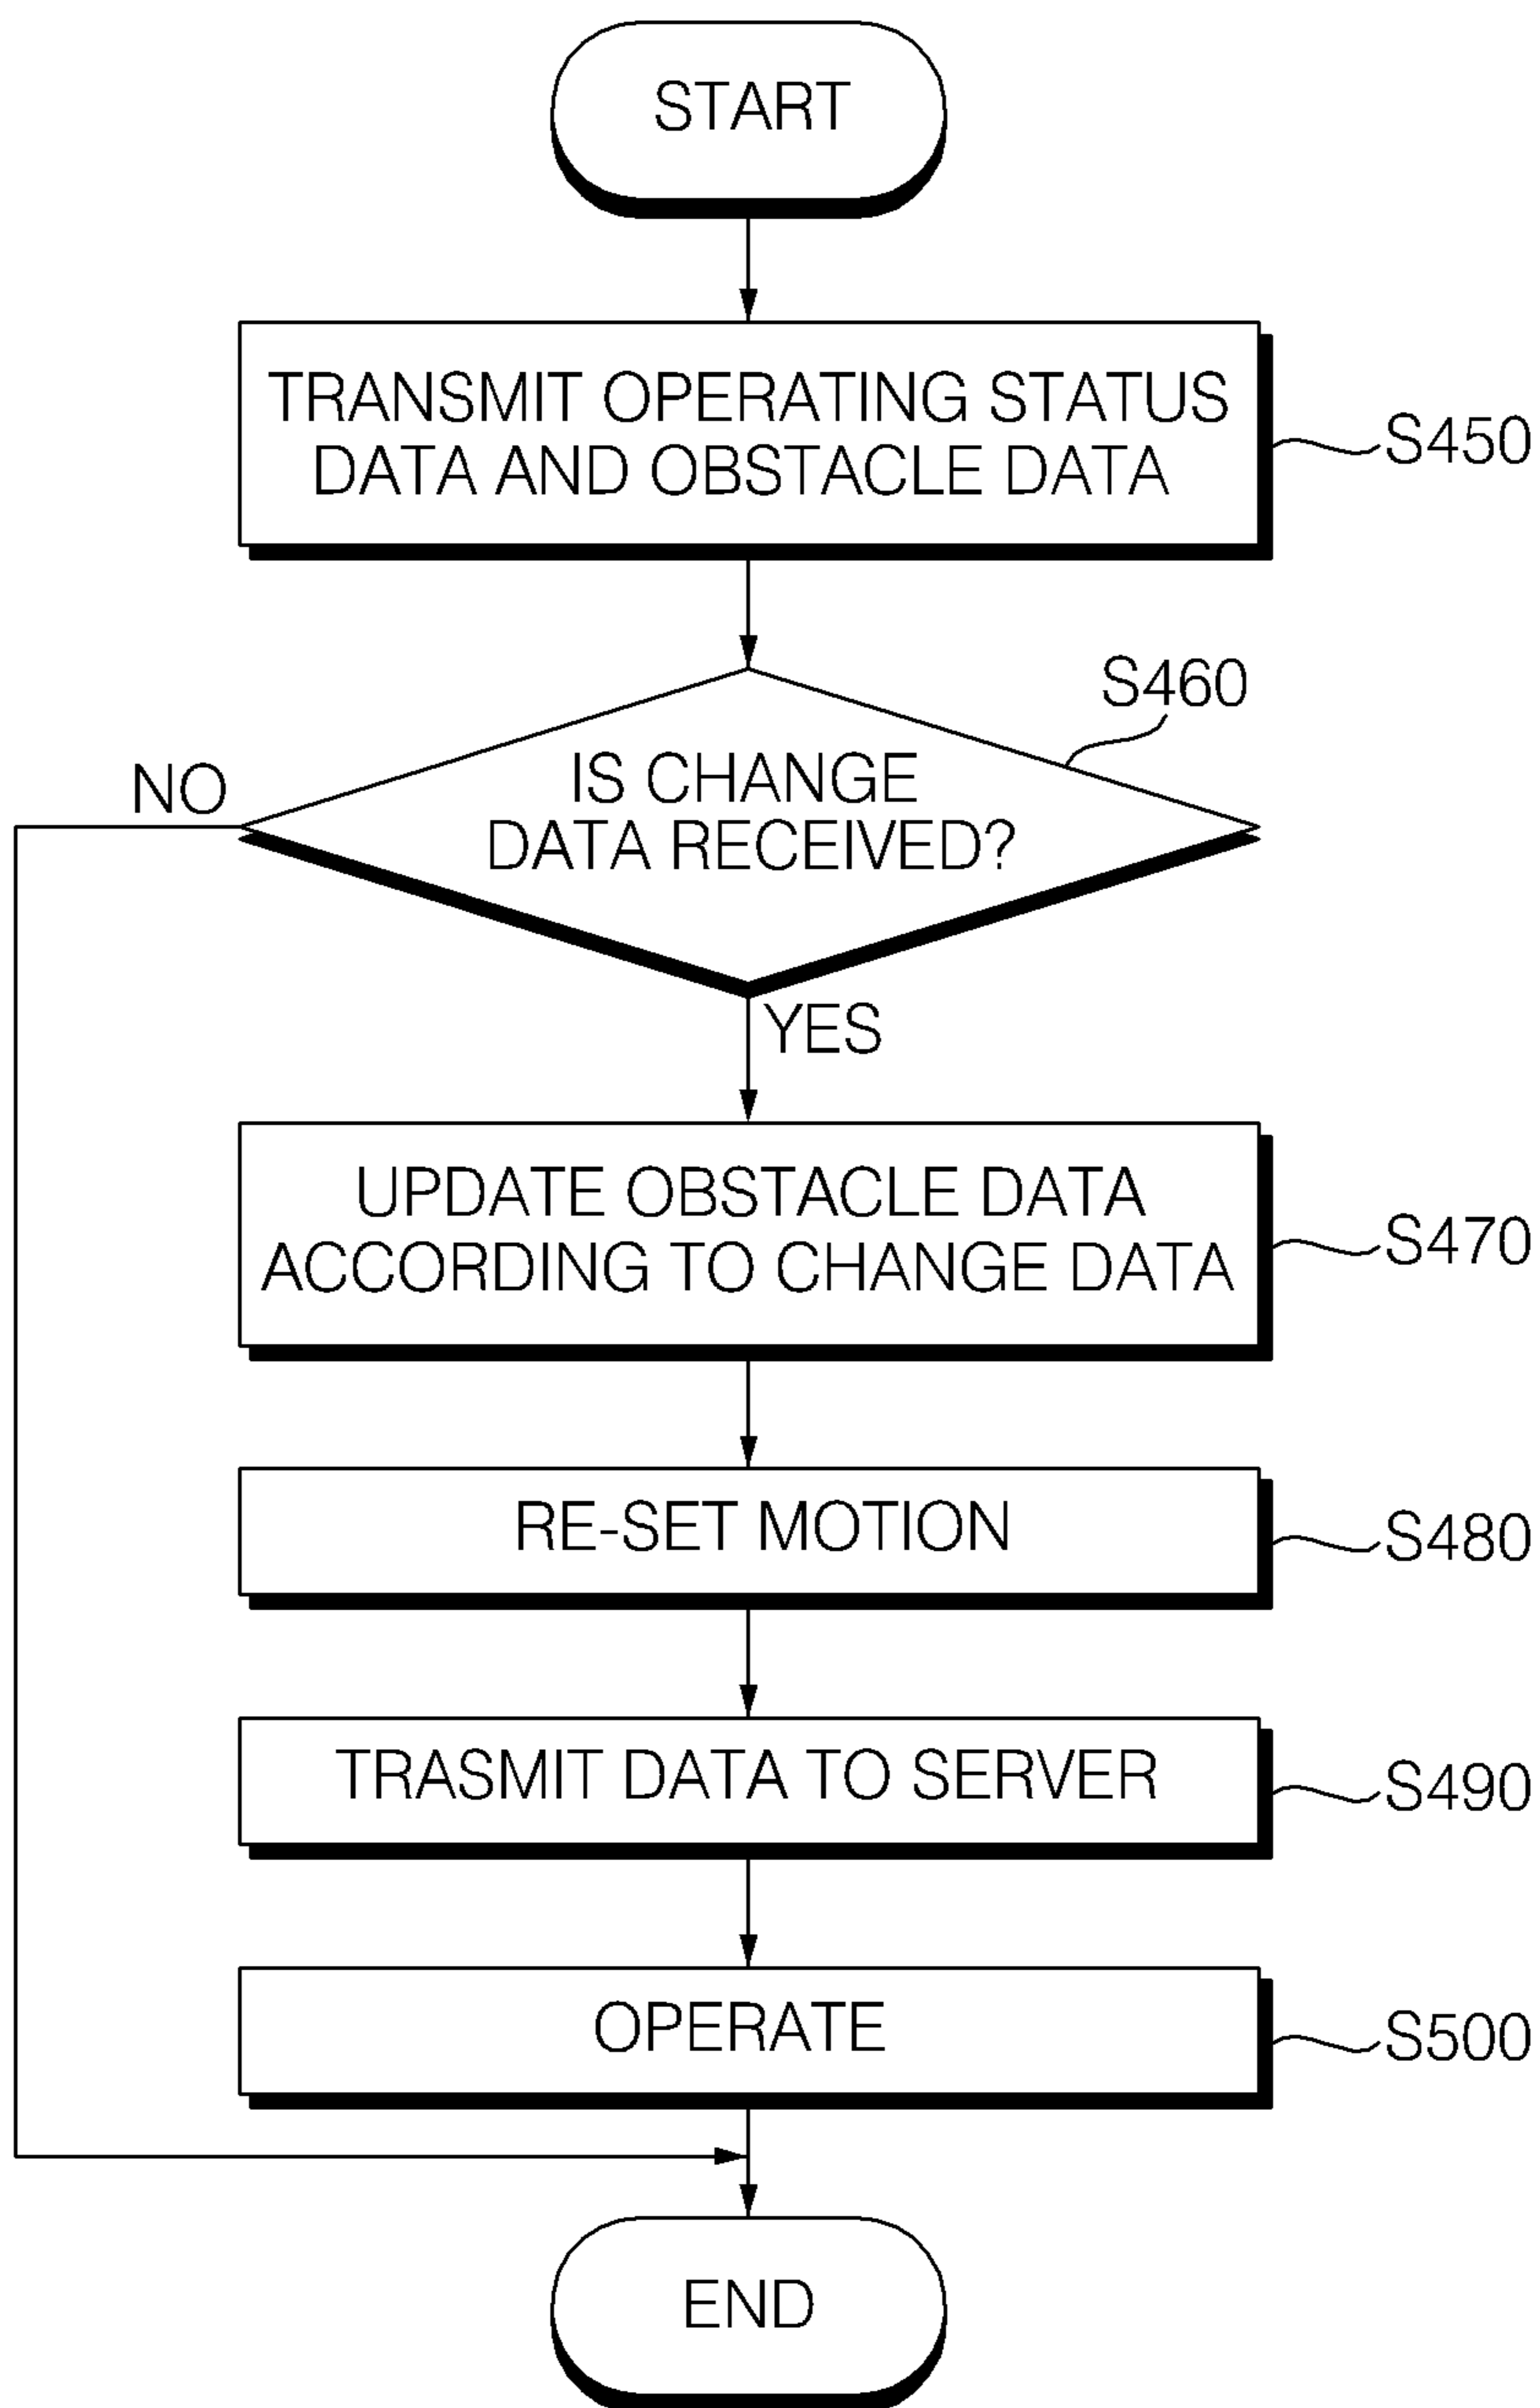 START
TRANSMIT OPERATING STATUS
DATA AND OBSTACLE DATA
S450
S460
IS CHANGE
DATA RECEIVED?
NO
YES
UPDATE OBSTACLE DATA
ACCORDING TO CHANGE DATA
S470
RE-SET MOTION
S480
TRASMIT DATA TO SERVER
S490
OPERATE
S500
END